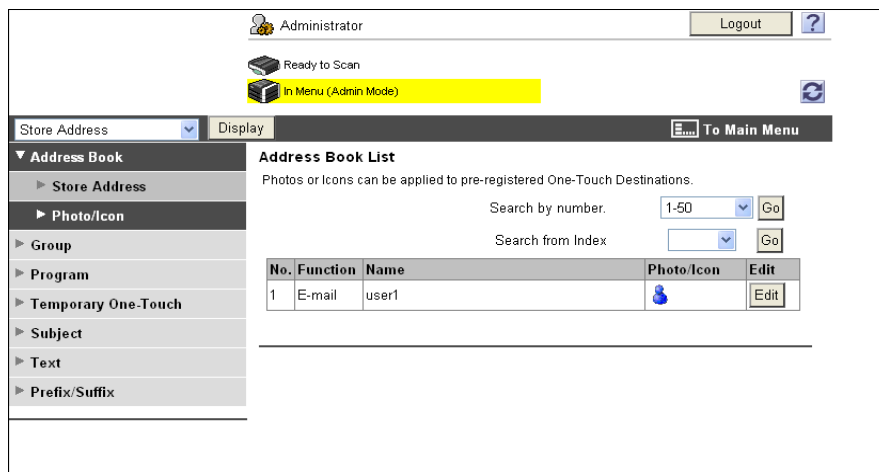 Administrator
Logout
?
Ready to Scan
In Menu (Admin Mode)
Store Address
Display
To Main Menu
Address Book
Store Address
Photo/Icon
Group
Program
Temporary One-Touch
Subject
Text
Prefix/Suffix
Address Book List
Photos or Icons can be applied to pre-registered One-Touch Destinations.
Search by number. 1-50 Go
Search from Index Go
No. Function Name Photo/Icon Edit
1 E-mail user1 Edit